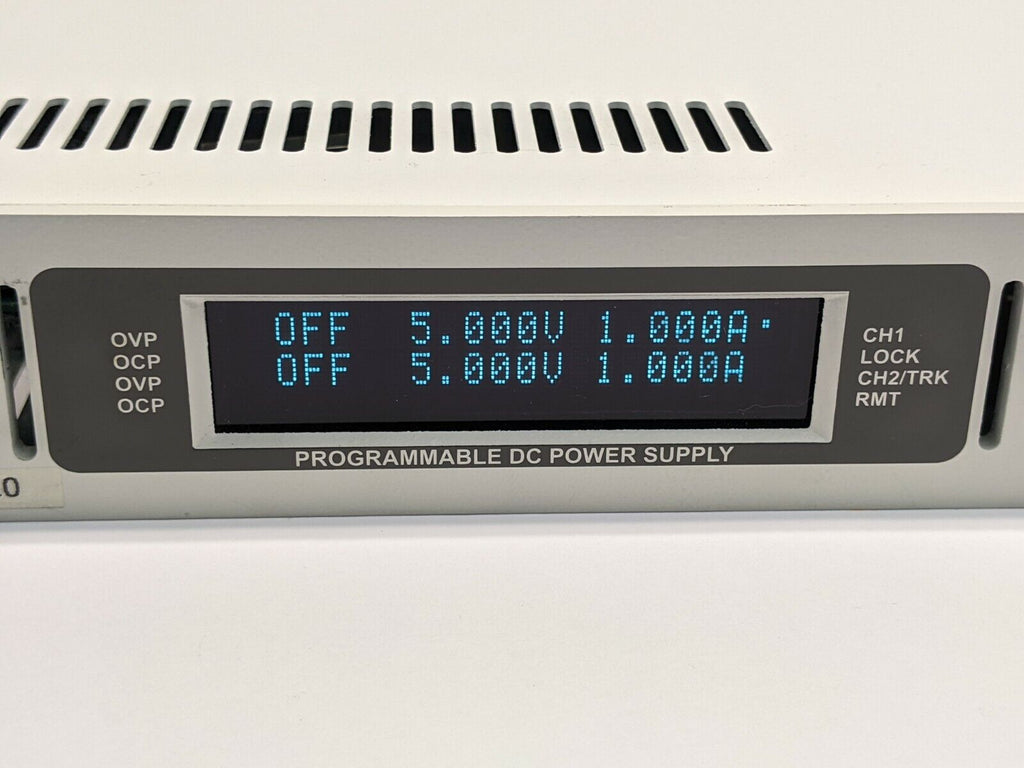 OVP
OCP
OVP
OCP
OFF 5.000V 1.000A
OFF 5.000V 1.000A
CH1
LOCK
CH2/TRK
RMT
PROGRAMMABLE DC POWER SUPPLY